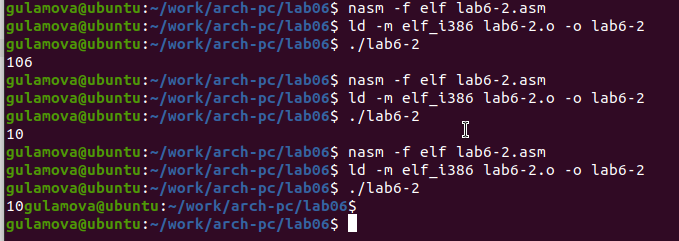 gulamova@ubuntu:~/work/arch-pc/lab06$ nasm -f elf lab6-2.asm
gulamova@ubuntu:~/work/arch-pc/lab06$ ld -m elf_i386 lab6-2.o -o lab6-2
gulamova@ubuntu:~/work/arch-pc/lab06$ ./lab6-2
106
gulamova@ubuntu:~/work/arch-pc/lab06$ nasm -f elf lab6-2.asm
gulamova@ubuntu:~/work/arch-pc/lab06$ ld -m elf_i386 lab6-2.o -o lab6-2
gulamova@ubuntu:~/work/arch-pc/lab06$ ./lab6-2
10
gulamova@ubuntu:~/work/arch-pc/lab06$ nasm -f elf lab6-2.asm
gulamova@ubuntu:~/work/arch-pc/lab06$ ld -m elf_i386 lab6-2.o -o lab6-2
gulamova@ubuntu:~/work/arch-pc/lab06$ ./lab6-2
10gulamova@ubuntu:~/work/arch-pc/lab06$
gulamova@ubuntu:~/work/arch-pc/lab06$